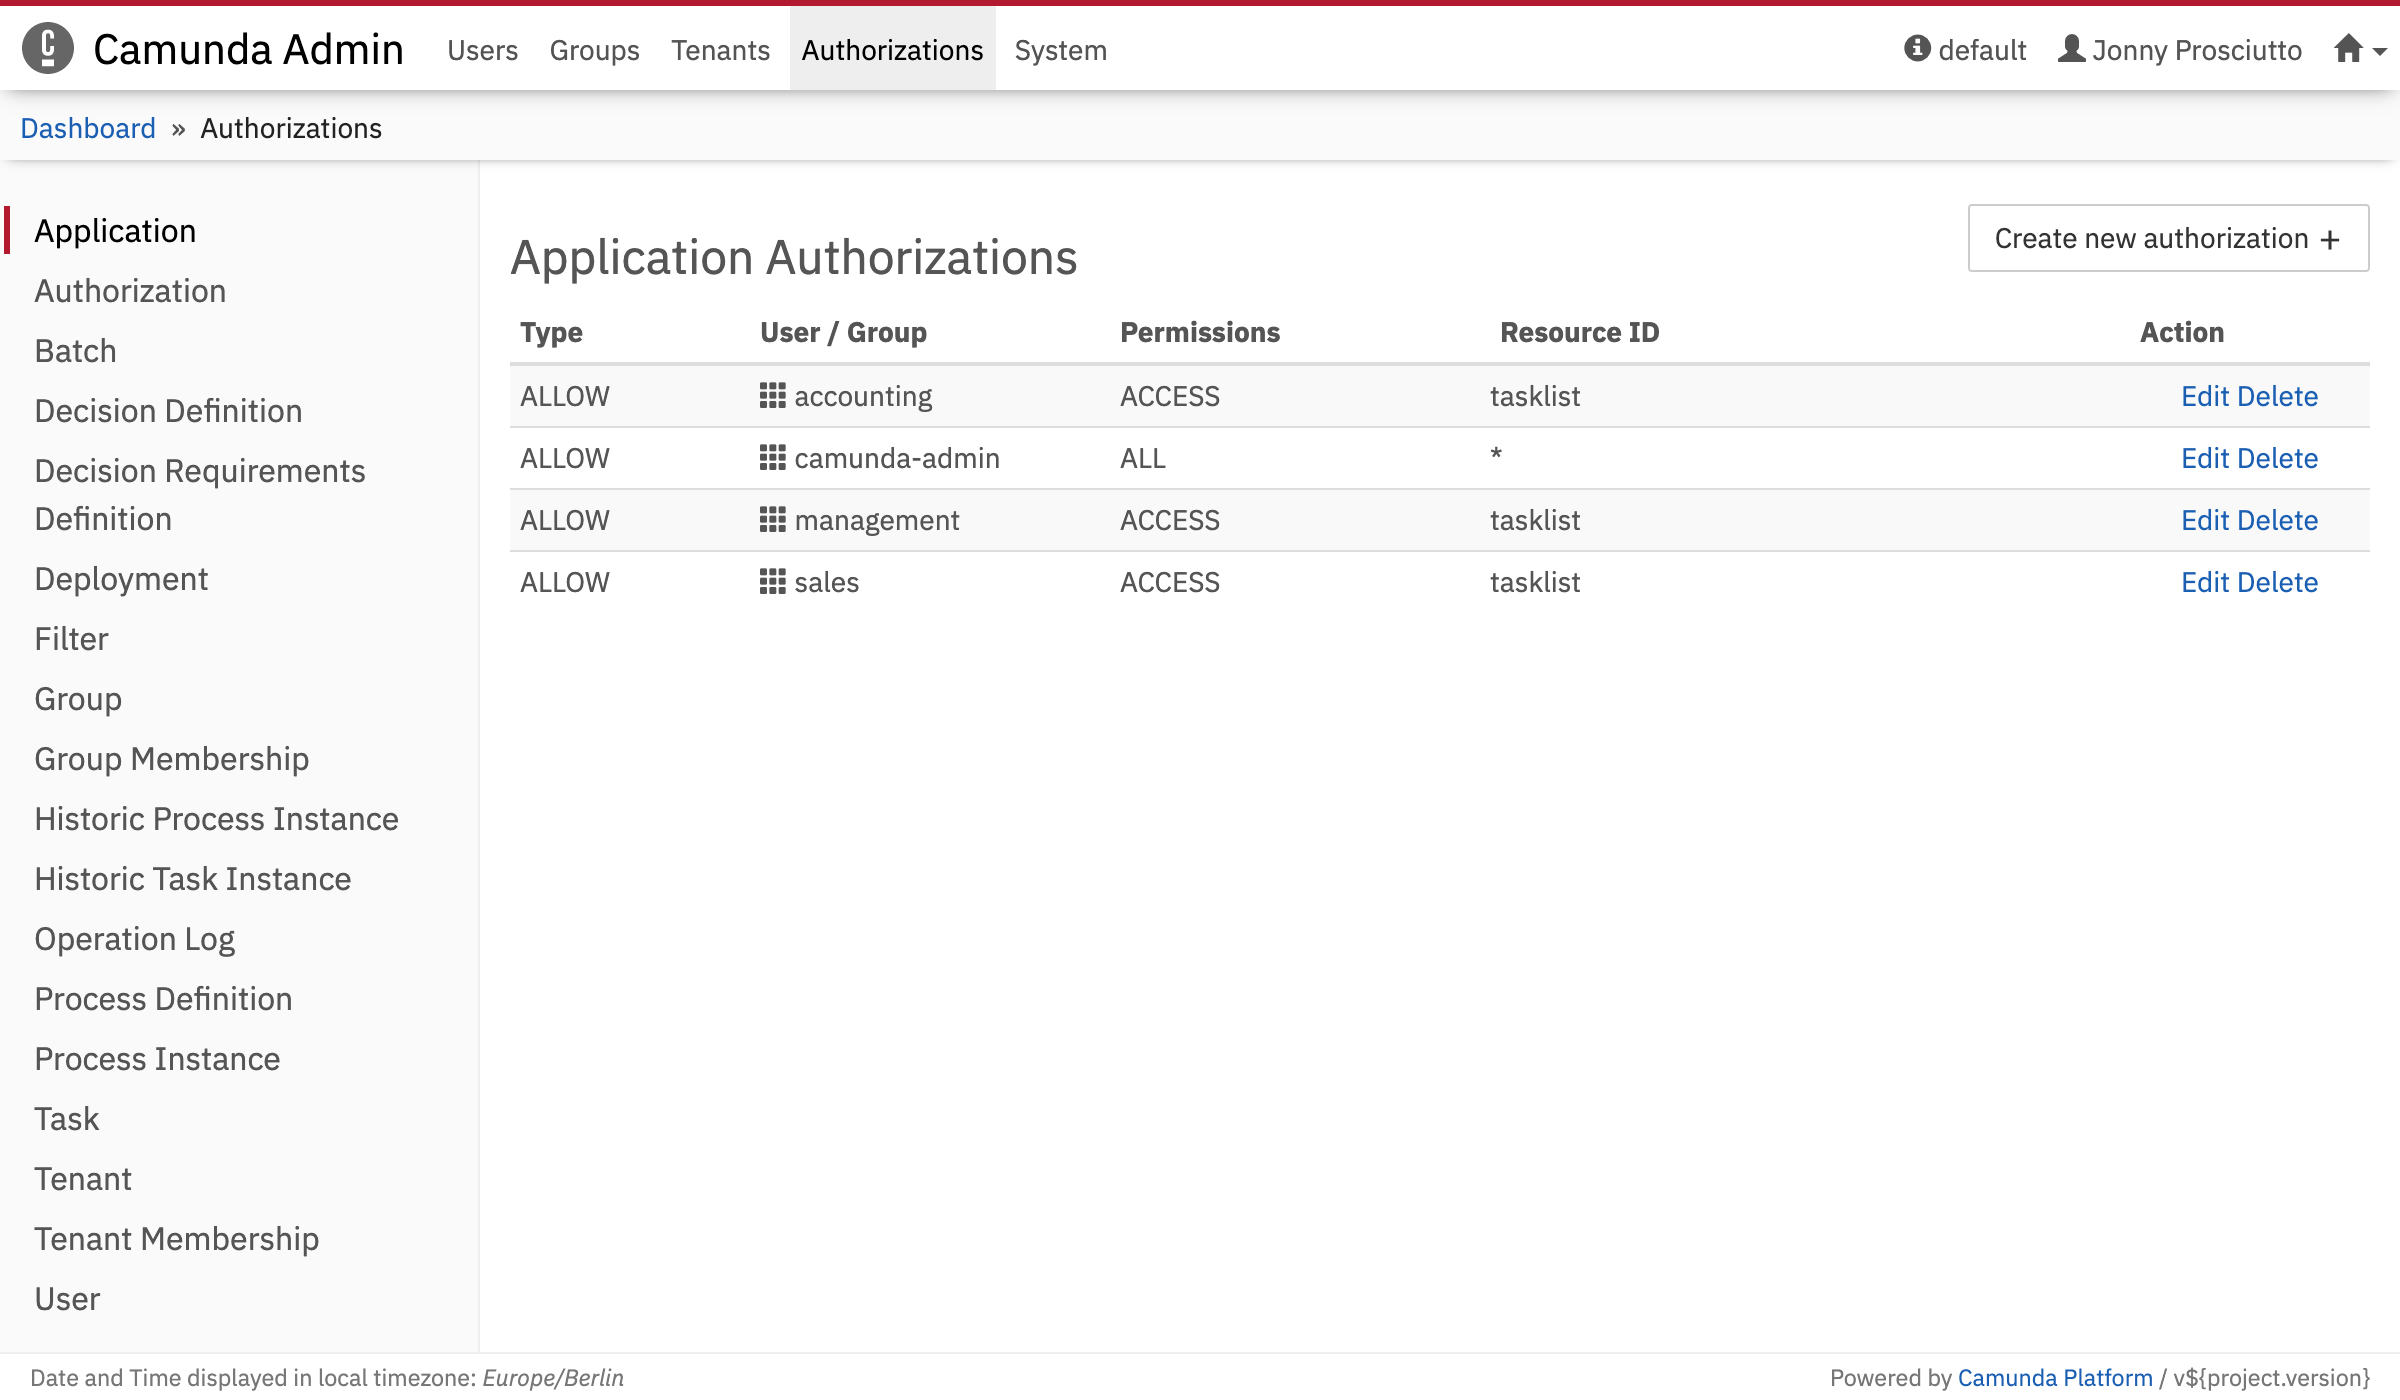 Camunda Admin Users Groups Tenants Authorizations System default Jonny Prosciutto
Dashboard » Authorizations
Application
Authorization
Batch
Decision Definition
Decision Requirements
Definition
Deployment
Filter
Group
Group Membership
Historic Process Instance
Historic Task Instance
Operation Log
Process Definition
Process Instance
Task
Tenant
Tenant Membership
User
Application Authorizations
Create new authorization +
Type User / Group Permissions Resource ID Action
ALLOW accounting ACCESS tasklist Edit Delete
ALLOW camunda-admin ALL * Edit Delete
ALLOW management ACCESS tasklist Edit Delete
ALLOW sales ACCESS tasklist Edit Delete
Date and Time displayed in local timezone: Europe/Berlin
Powered by Camunda Platform / v${project.version}